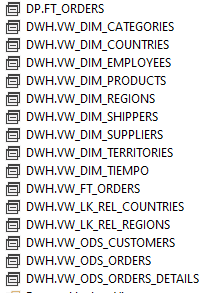 DP.FT_ORDERS
DWH.VW_DIM_CATEGORIES
DWH.VW_DIM_COUNTRIES
DWH.VW_DIM_EMPLOYEES
DWH.VW_DIM_PRODUCTS
DWH.VW_DIM_REGIONS
DWH.VW_DIM_SHIPPERS
DWH.VW_DIM_SUPPLIERS
DWH.VW_DIM_TERRITORIES
DWH.VW_DIM_TIEMPO
DWH.VW_FT_ORDERS
DWH.VW_LK_REL_COUNTRIES
DWH.VW_LK_REL_REGIONS
DWH.VW_ODS_CUSTOMERS
DWH.VW_ODS_ORDERS
DWH.VW_ODS_ORDERS_DETAILS